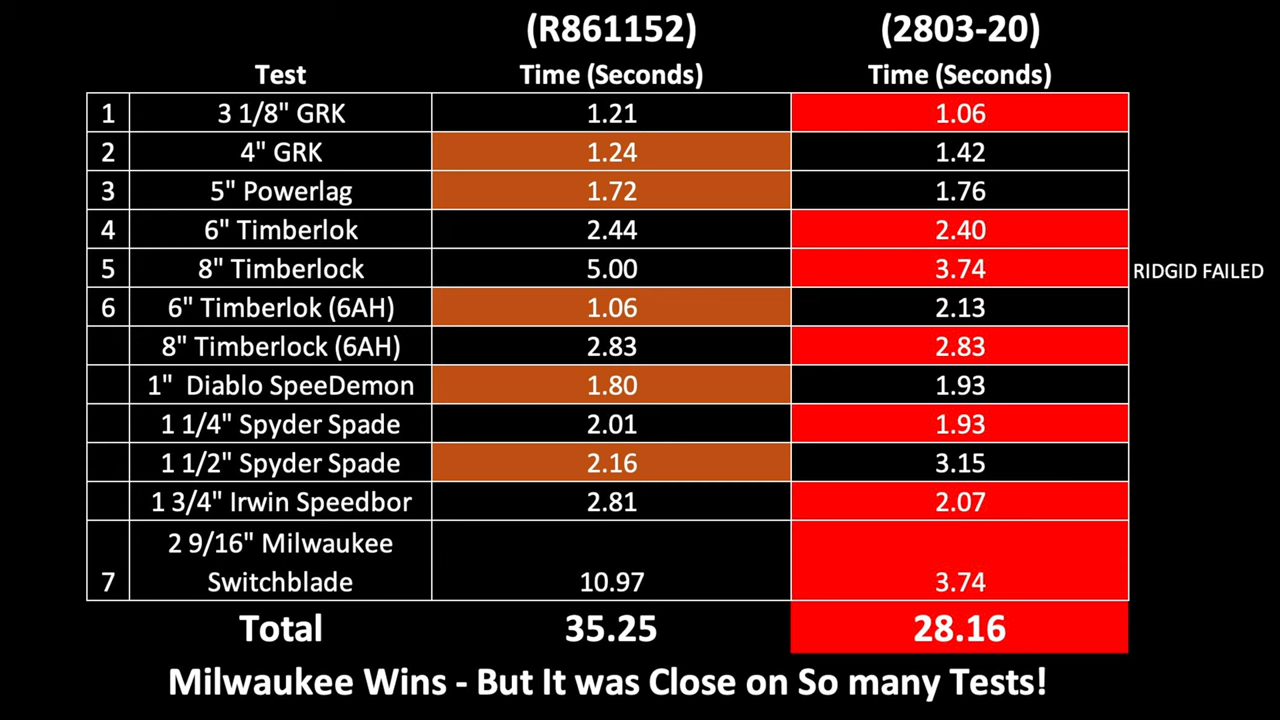 (R861152) (2803-20)
Test Time (Seconds) Time (Seconds)
1 3 1/8" GRK 1.21 1.06
2 4" GRK 1.24 1.42
3 5" Powerlag 1.72 1.76
4 6" Timberlok 2.44 2.40
5 8" Timberlock 5.00 3.74 RIDGID FAILED
6 6" Timberlok (6AH) 1.06 2.13
8" Timberlock (6AH) 2.83 2.83
1" Diablo SpeeDemon 1.80 1.93
1 1/4" Spyder Spade 2.01 1.93
1 1/2" Spyder Spade 2.16 3.15
1 3/4" Irwin Speedbor 2.81 2.07
2 9/16" Milwaukee
7 Switchblade 10.97 3.74
Total 35.25 28.16
Milwaukee Wins - But It was Close on So many Tests!